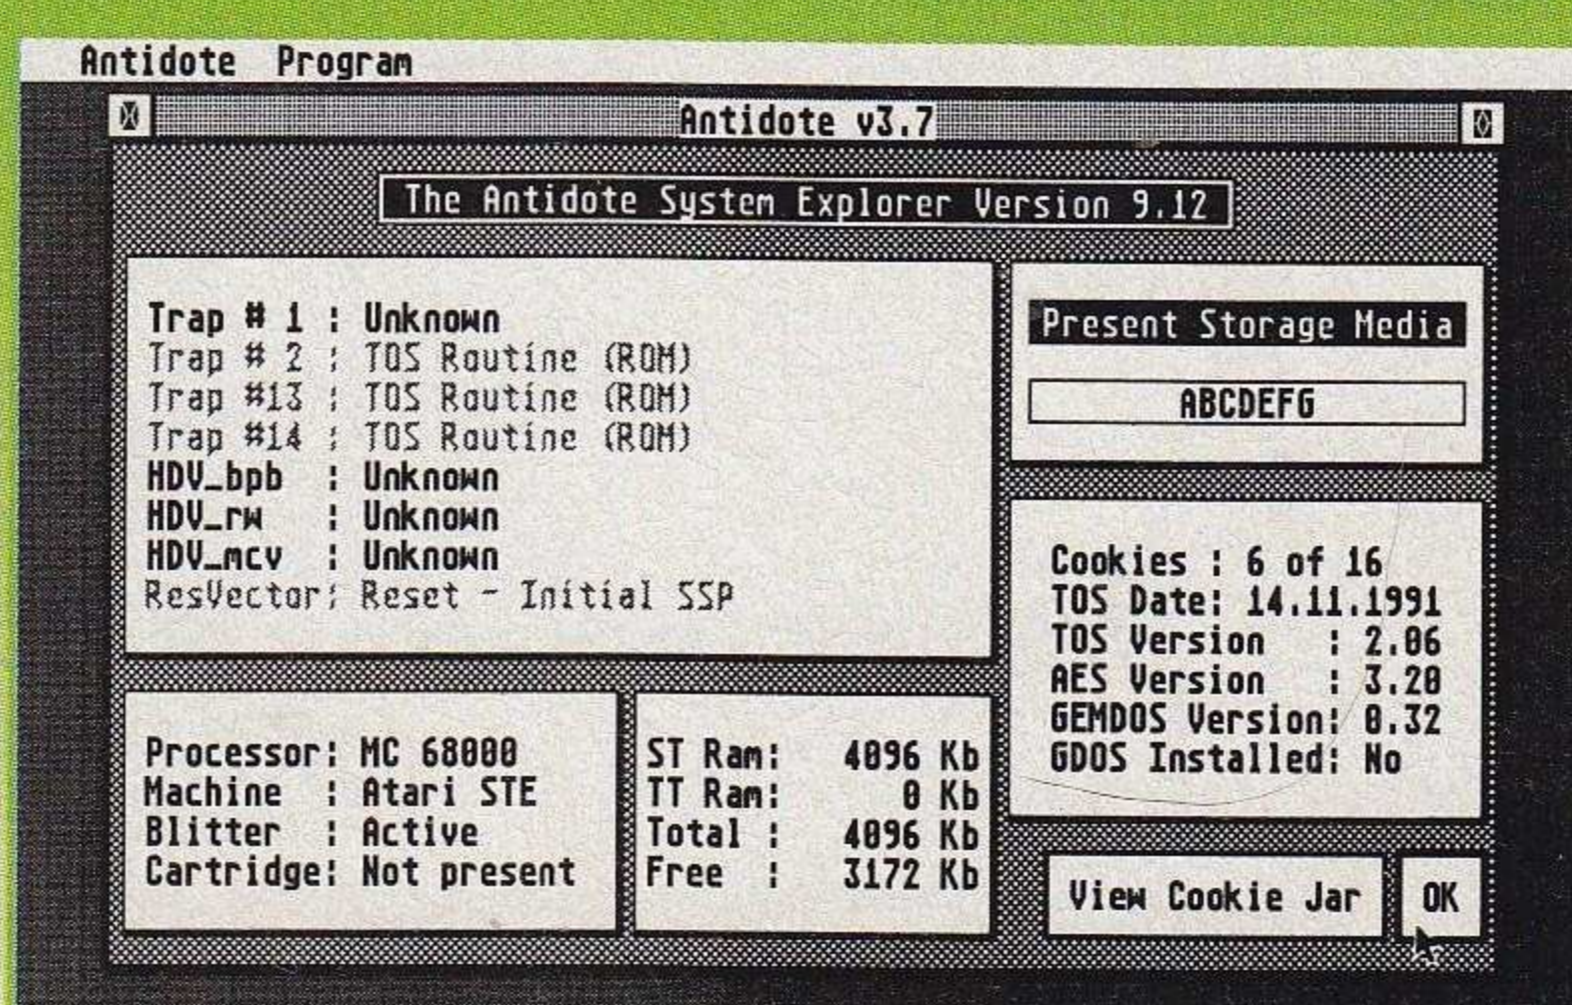 Antidote Program
Antidote v3.7
The Antidote System Explorer Version 9.12
Trap # 1 : Unknown
Trap # 2 : TOS Routine (ROM)
Trap #13 : TOS Routine (ROM)
Trap #14 : TOS Routine (ROM)
HDV_bpb : Unknown
HDV_rw : Unknown
HDV_mcv : Unknown
ResVector: Reset - Initial SSP
Present Storage Media
ABCDEFG
Cookies : 6 of 16
TOS Date: 14.11.1991
TOS Version : 2.06
AES Version : 3.20
GEMDOS Version: 0.32
GDOS Installed: No
Processor: MC 68000
Machine : Atari STE
Blitter : Active
Cartridge: Not present
ST Ram: 4096 Kb
TT Ram: 0 Kb
Total : 4096 Kb
Free : 3172 Kb
View Cookie Jar
OK